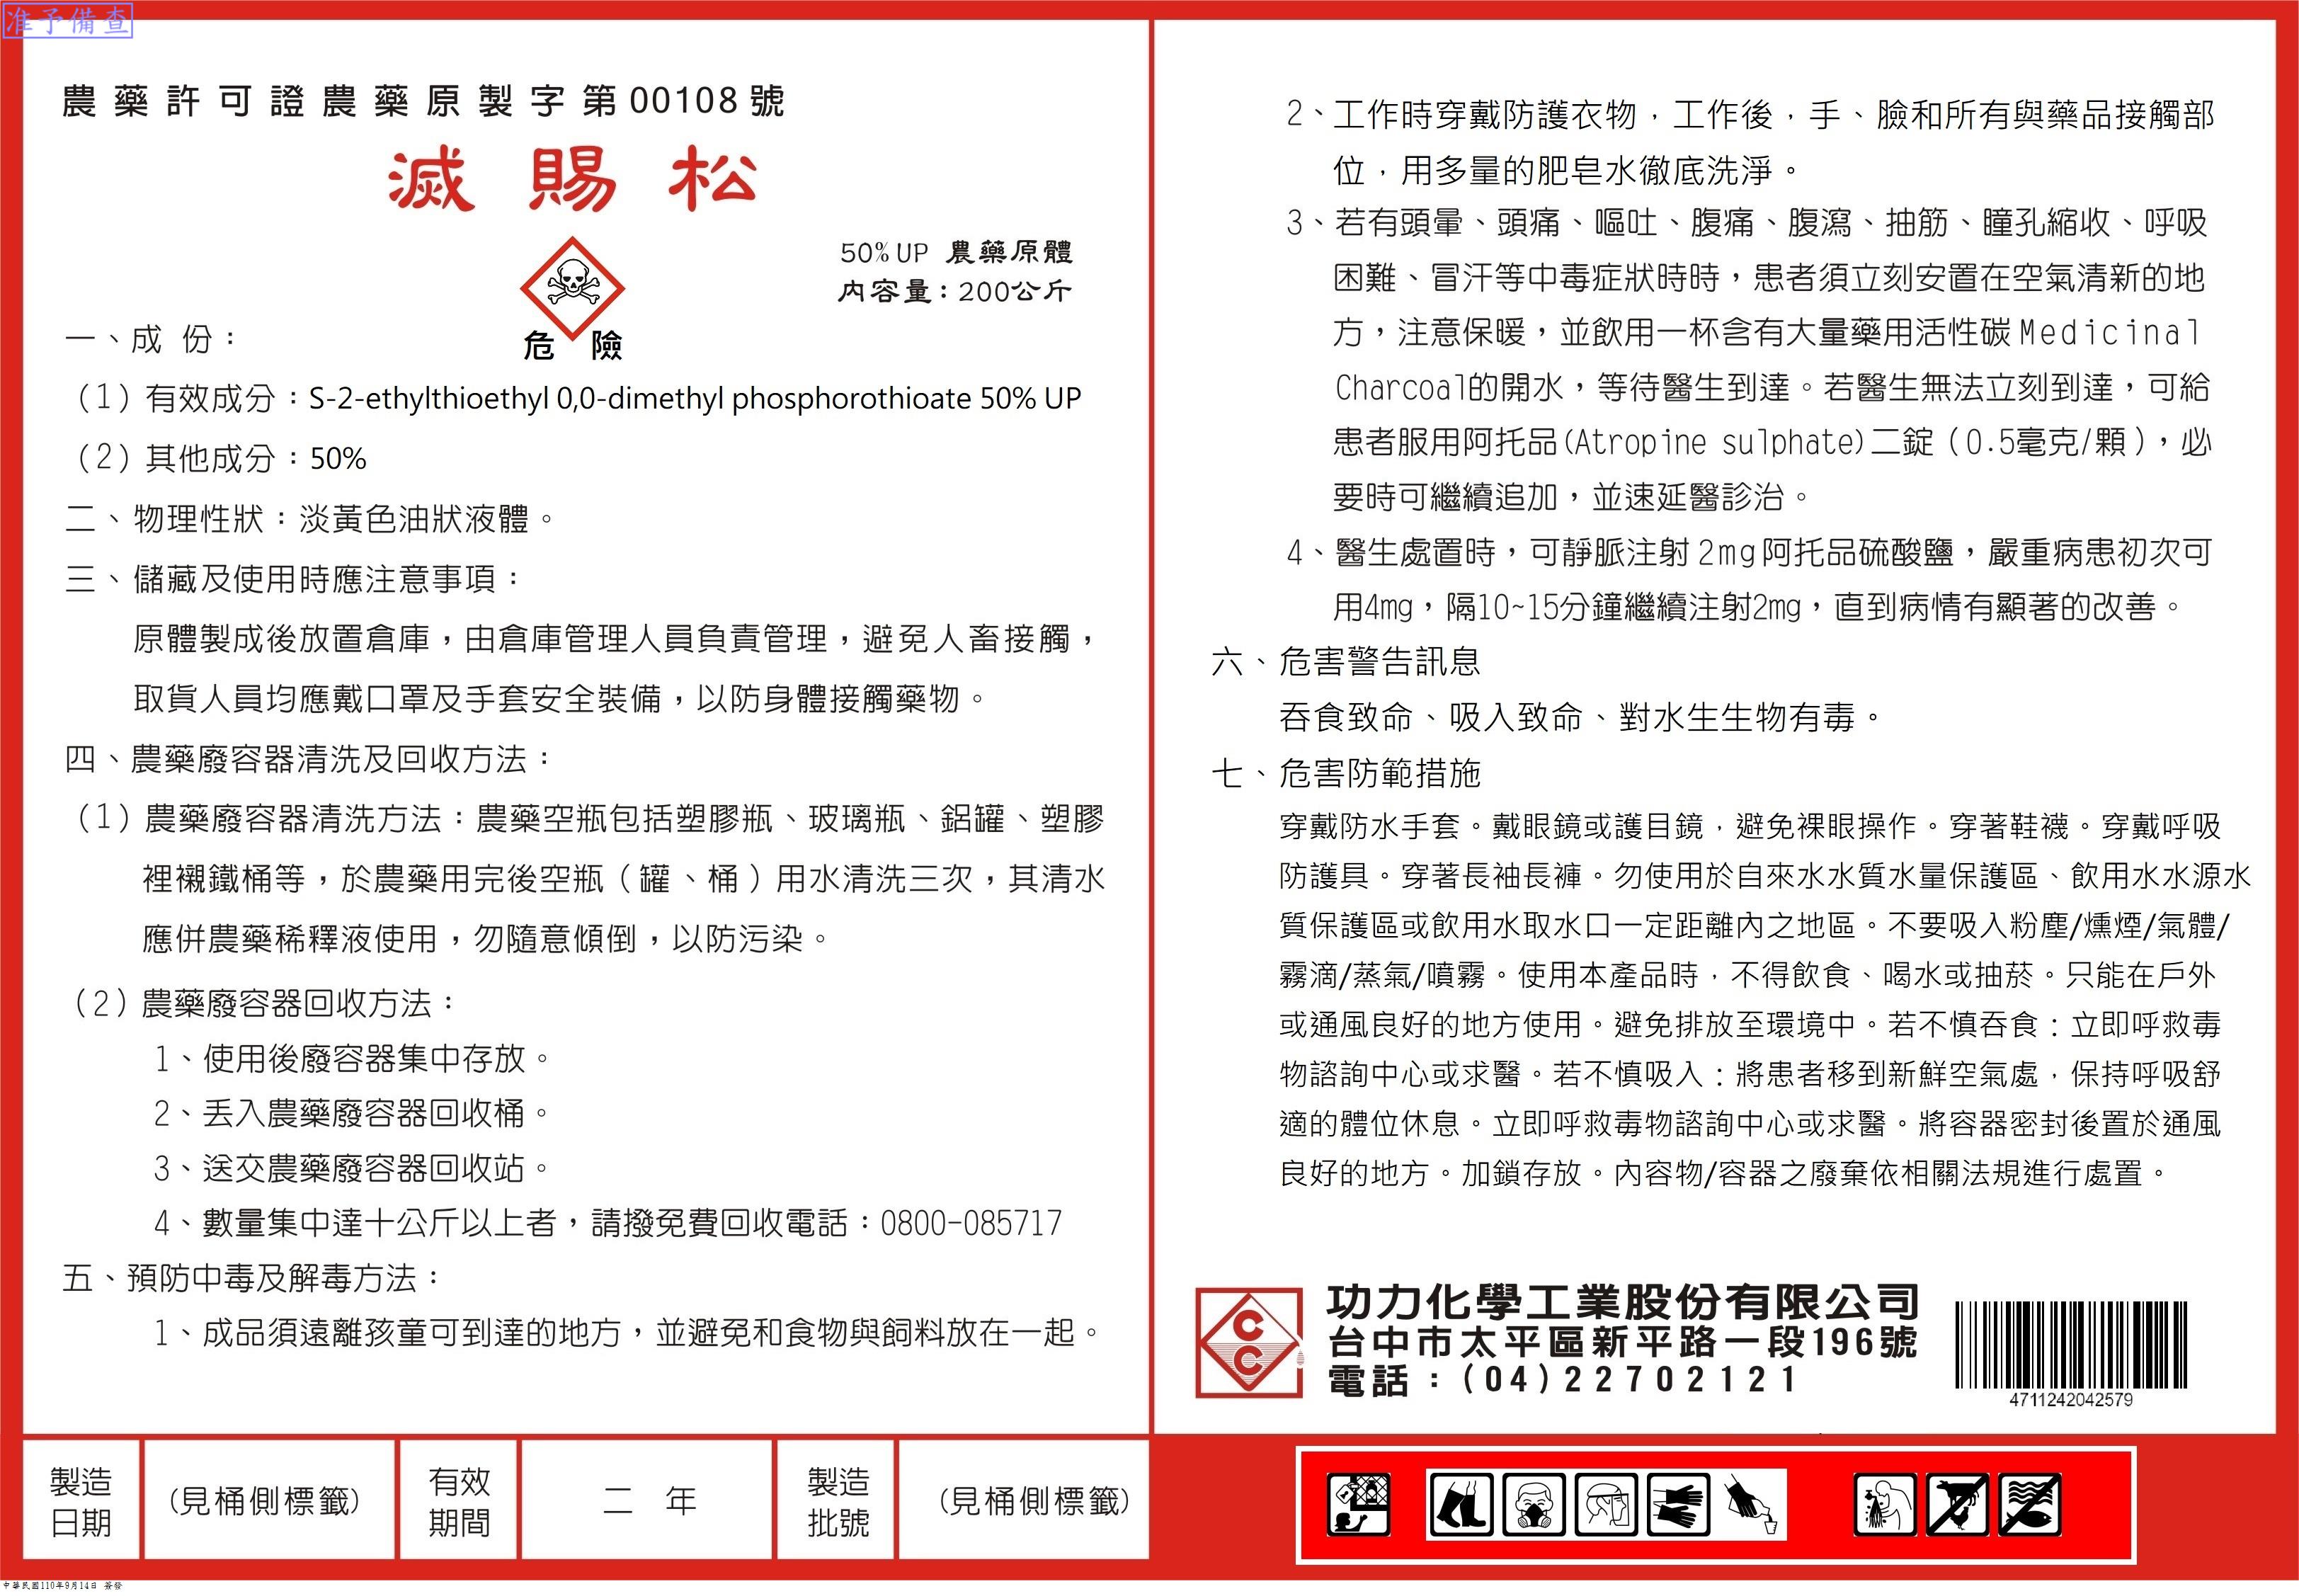 准予備查
農藥許可證農藥原製字第00108號
滅賜松
50% UP 農藥原體
內容量：200公斤
危 險
一、成 份：
（1）有效成分：S-2-ethylthioethyl 0,0-dimethyl phosphorothioate 50% UP
（2）其他成分：50%
二、物理性狀：淡黃色油狀液體。
三、儲藏及使用時應注意事項：
原體製成後放置倉庫，由倉庫管理人員負責管理，避免人畜接觸，
取貨人員均應戴口罩及手套安全裝備，以防身體接觸藥物。
四、農藥廢容器清洗及回收方法：
（1）農藥廢容器清洗方法：農藥空瓶包括塑膠瓶、玻璃瓶、鋁罐、塑膠
裡襯鐵桶等，於農藥用完後空瓶（罐、桶）用水清洗三次，其清水
應併農藥稀釋液使用，勿隨意傾倒，以防污染。
（2）農藥廢容器回收方法：
1、使用後廢容器集中存放。
2、丟入農藥廢容器回收桶。
3、送交農藥廢容器回收站。
4、數量集中達十公斤以上者，請撥免費回收電話：0800-085717
五、預防中毒及解毒方法：
1、成品須遠離孩童可到達的地方，並避免和食物與飼料放在一起。
2、工作時穿戴防護衣物，工作後，手、臉和所有與藥品接觸部
位，用多量的肥皂水徹底洗淨。
3、若有頭暈、頭痛、嘔吐、腹痛、腹瀉、抽筋、瞳孔縮收、呼吸
困難、冒汗等中毒症狀時時，患者須立刻安置在空氣清新的地
方，注意保暖，並飲用一杯含有大量藥用活性碳Medicinal
Charcoal的開水，等待醫生到達。若醫生無法立刻到達，可給
患者服用阿托品(Atropine sulphate)二錠（0.5毫克/顆），必
要時可繼續追加，並速延醫診治。
4、醫生處置時，可靜脈注射2mg阿托品硫酸鹽，嚴重病患初次可
用4mg，隔10~15分鐘繼續注射2mg，直到病情有顯著的改善。
六、危害警告訊息
吞食致命、吸入致命、對水生生物有毒。
七、危害防範措施
穿戴防水手套。戴眼鏡或護目鏡，避免裸眼操作。穿著鞋襪。穿戴呼吸
防護具。穿著長袖長褲。勿使用於自來水水質水量保護區、飲用水水源水
質保護區或飲用水取水口一定距離內之地區。不要吸入粉塵/燻煙/氣體/
霧滴/蒸氣/噴霧。使用本產品時，不得飲食、喝水或抽菸。只能在戶外
或通風良好的地方使用。避免排放至環境中。若不慎吞食：立即呼救毒
物諮詢中心或求醫。若不慎吸入：將患者移到新鮮空氣處，保持呼吸舒
適的體位休息。立即呼救毒物諮詢中心或求醫。將容器密封後置於通風
良好的地方。加鎖存放。內容物/容器之廢棄依相關法規進行處置。
C
C
功力化學工業股份有限公司
台中市太平區新平路一段196號
電話：(04)22702121
4711242042579
製造日期 (見桶側標籤) 有效期間 二 年 製造批號 (見桶側標籤)
中華民國110年9月14日 簽發